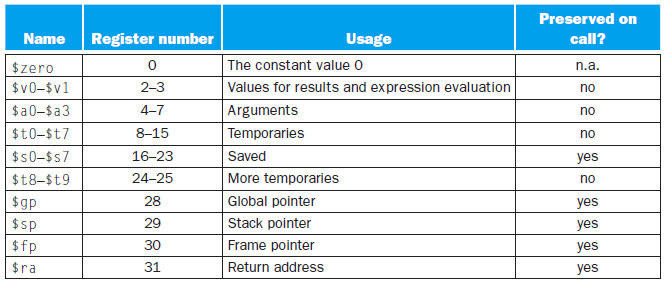 Name Register number Usage Preserved on call?
$zero 0 The constant value 0 n.a.
$v0–$v1 2–3 Values for results and expression evaluation no
$a0–$a3 4–7 Arguments no
$t0–$t7 8–15 Temporaries no
$s0–$s7 16–23 Saved yes
$t8–$t9 24–25 More temporaries no
$gp 28 Global pointer yes
$sp 29 Stack pointer yes
$fp 30 Frame pointer yes
$ra 31 Return address yes